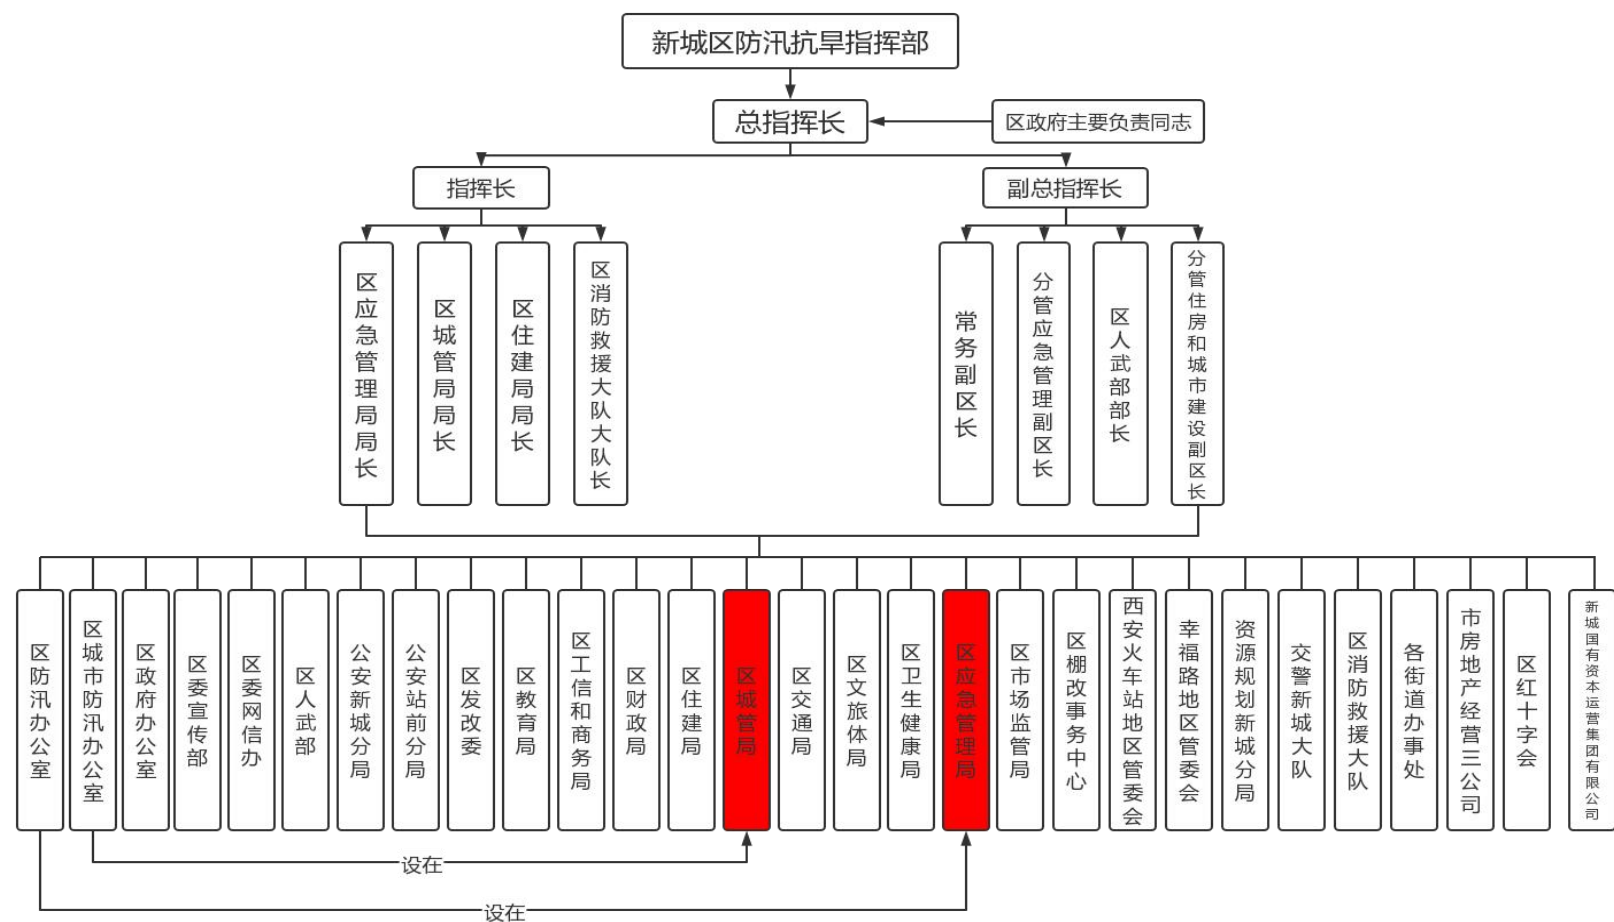 新城区防汛抗旱指挥部
总指挥长
区政府主要负责同志
指挥长
副总指挥长
区应急管理局局长
区城管局局长
区住建局局长
区消防救援大队大队长
常务副区长
分管应急管理副区长
区人武部部长
分管住房和城市建设副区长
区防汛办公室
区城市防汛办公室
区政府办公室
区委宣传部
区委网信办
区人武部
公安新城分局
公安站前分局
区发改委
区教育局
区工信和商务局
区财政局
区住建局
区城管局
区交通局
区文旅体局
区卫生健康局
区应急管理局
区市场监管局
区棚改事务中心
西安火车站地区管委会
幸福路地区管委会
资源规划新城分局
交警新城大队
区消防救援大队
各街道办事处
市房地产经营三公司
区红十字会
新城国有资本运营集团有限公司
设在
设在